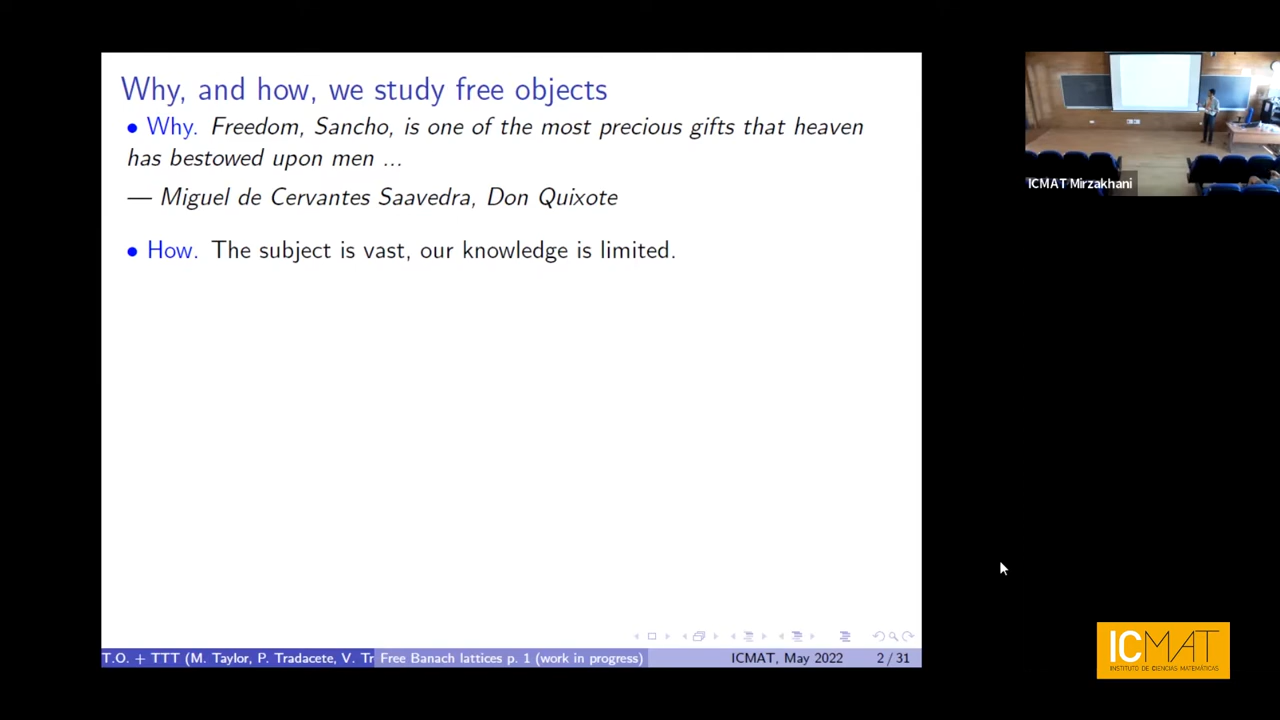 Why, and how, we study free objects
• Why. Freedom, Sancho, is one of the most precious gifts that heaven
has bestowed upon men ...
— Miguel de Cervantes Saavedra, Don Quixote
• How. The subject is vast, our knowledge is limited.
T.O. + TTT (M. Taylor, P. Tradacete, V. Tr
Free Banach lattices p. 1 (work in progress)
ICMAT, May 2022
2 / 31
ICMAT Mirzakhani
ICMAT
INSTITUTO DE CIENCIAS MATEMÁTICAS